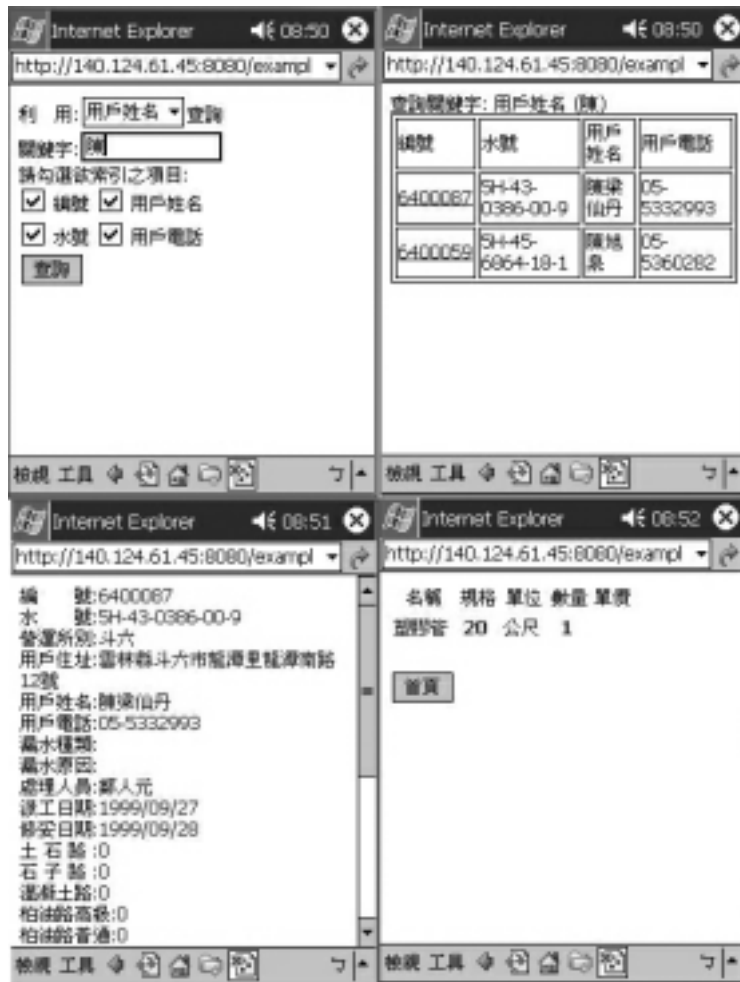 Internet Explorer 08:50
http://140.124.61.45:8080/exampl
利 用: 用戶姓名 查詢
關鍵字: 陳
請勾選欲索引之項目:
編號 用戶姓名
水號 用戶電話
查詢
檢視 工具 ㄅ
Internet Explorer 08:50
http://140.124.61.45:8080/exampl
查詢關鍵字: 用戶姓名 (陳)
編號 水號 用戶姓名 用戶電話
6400087 5H-43-0386-00-9 陳梁仙丹 05-5332993
6400059 5H-45-6864-18-1 陳旭泉 05-5360282
檢視 工具 ㄅ
Internet Explorer 08:51
http://140.124.61.45:8080/exampl
編 號:6400087
水 號:5H-43-0386-00-9
營運所別:斗六
用戶住址:雲林縣斗六市龍潭里龍潭南路
12號
用戶姓名:陳梁仙丹
用戶電話:05-5332993
漏水種類:
漏水原因:
處理人員:鄭人元
派工日期:1999/09/27
修妥日期:1999/09/28
土 石 路 :0
石 子 路 :0
混凝土路:0
柏油路高級:0
柏油路普通:0
檢視 工具 ㄅ
Internet Explorer 08:52
http://140.124.61.45:8080/exampl
名稱 規格 單位 數量 單價
塑膠管 20 公尺 1
首頁
檢視 工具 ㄅ